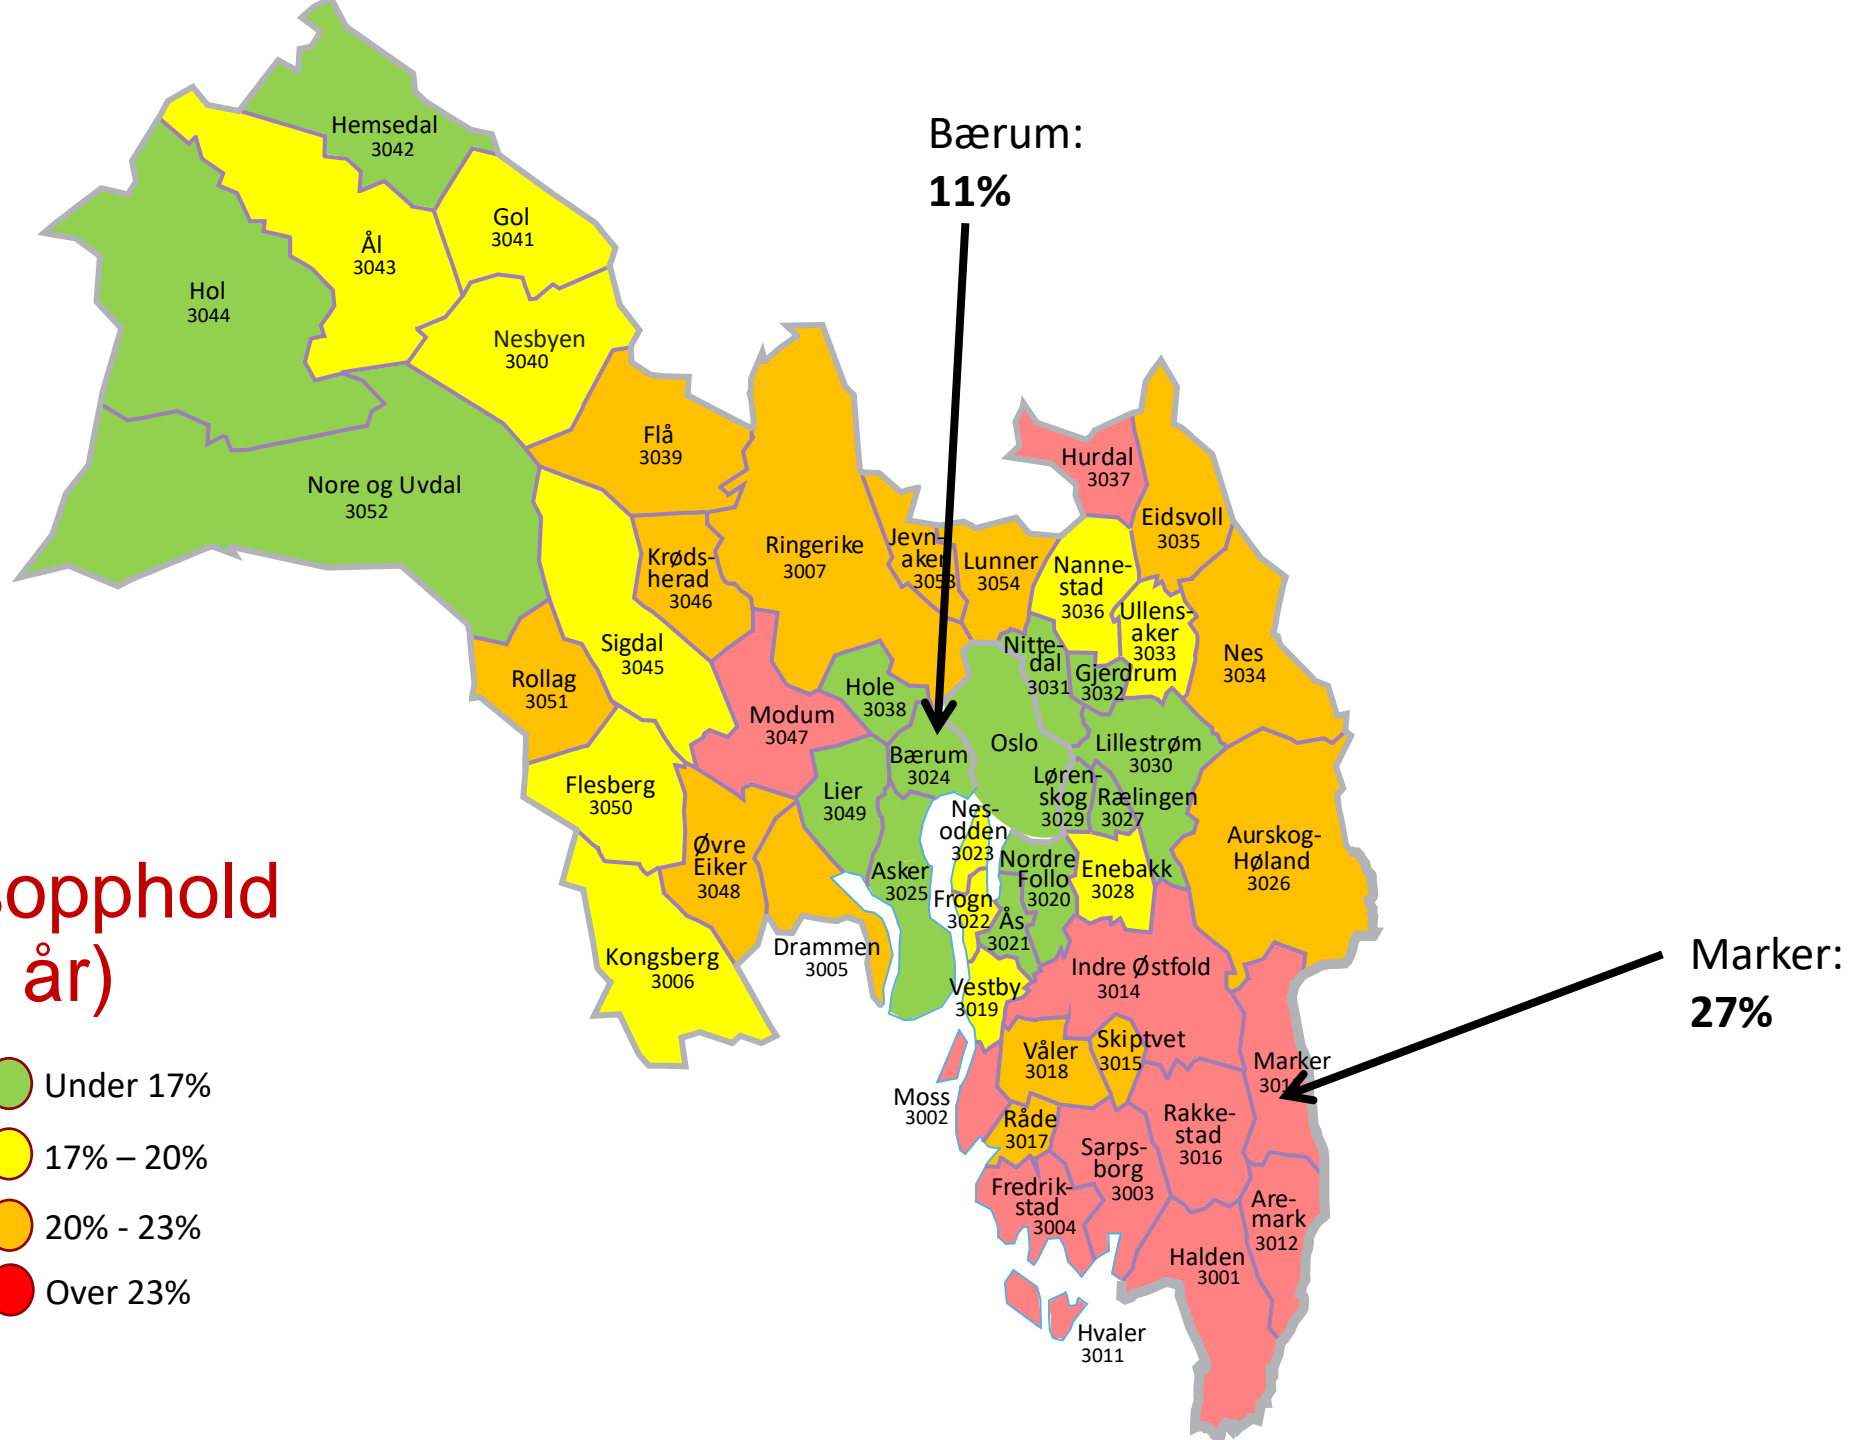 Bærum:
11%
Hemsedal
3042
Gol
3041
Ål
3043
Hol
3044
Nesbyen
3040
Flå
3039
Nore og Uvdal
3052
Hurdal
3037
Eidsvoll
3035
Ringerike
3007
Jevn-
aker
3053
Lunner
3054
Krøds-
herad
3046
Nanne-
stad
3036
Ullens-
aker
3033
Nes
3034
Sigdal
3045
Rollag
3051
Nitte-
dal
3031
Gjerdrum
3032
Hole
3038
Modum
3047
Bærum
3024
Oslo
Lillestrøm
3030
Flesberg
3050
Lier
3049
Løren-
skog
3029
Rælingen
3027
Nes-
odden
3023
Aurskog-
Høland
3026
Øvre
Eiker
3048
Asker
3025
Nordre
Follo
3020
Enebakk
3028
Frogn
3022
Ås
3021
Drammen
3005
Kongsberg
3006
Indre Østfold
3014
Vestby
3019
Marker:
27%
Våler
3018
Skiptvet
3015
Marker
Moss
3002
Råde
3017
Rakke-
stad
3016
Sarps-
borg
3003
Fredrik-
stad
3004
Are-
mark
3012
Halden
3001
Hvaler
3011
opphold
år)
Under 17%
17% – 20%
20% - 23%
Over 23%